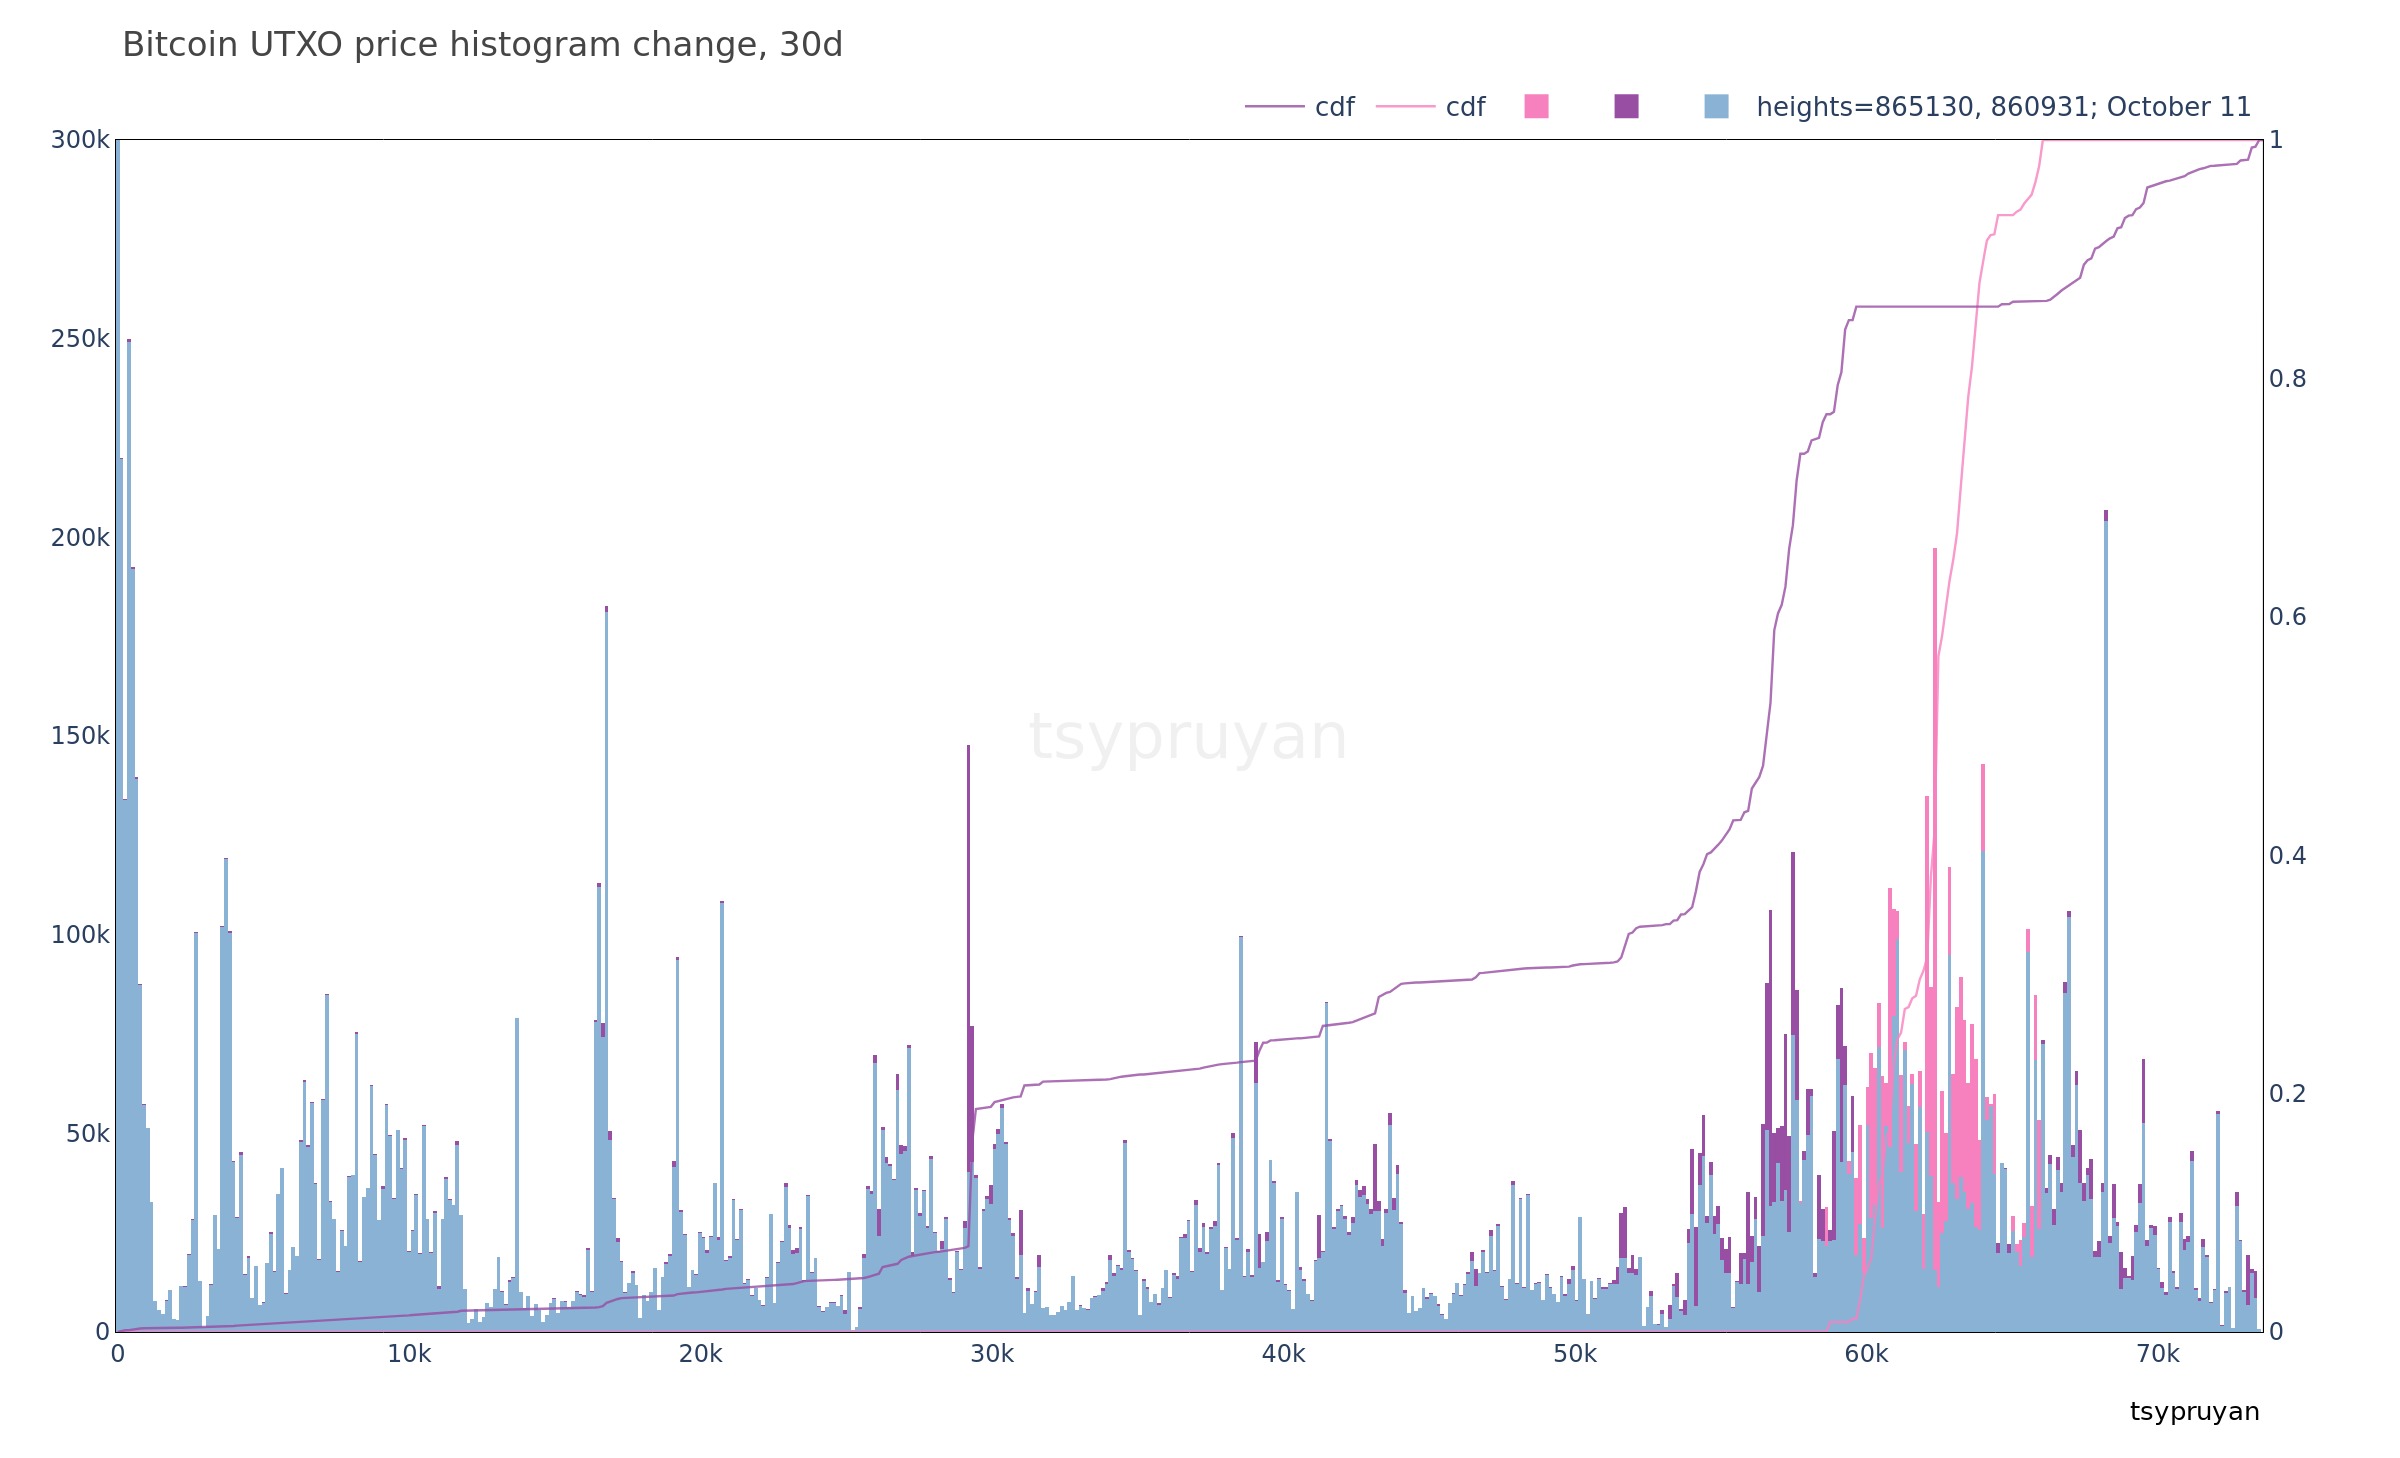 Bitcoin UTXO price histogram change, 30d
cdf cdf heights=865130, 860931; October 11
300k
250k
200k
150k
100k
50k
0
1
0.8
0.6
0.4
0.2
0
tsypruyan
0 10k 20k 30k 40k 50k 60k 70k
tsypruyan